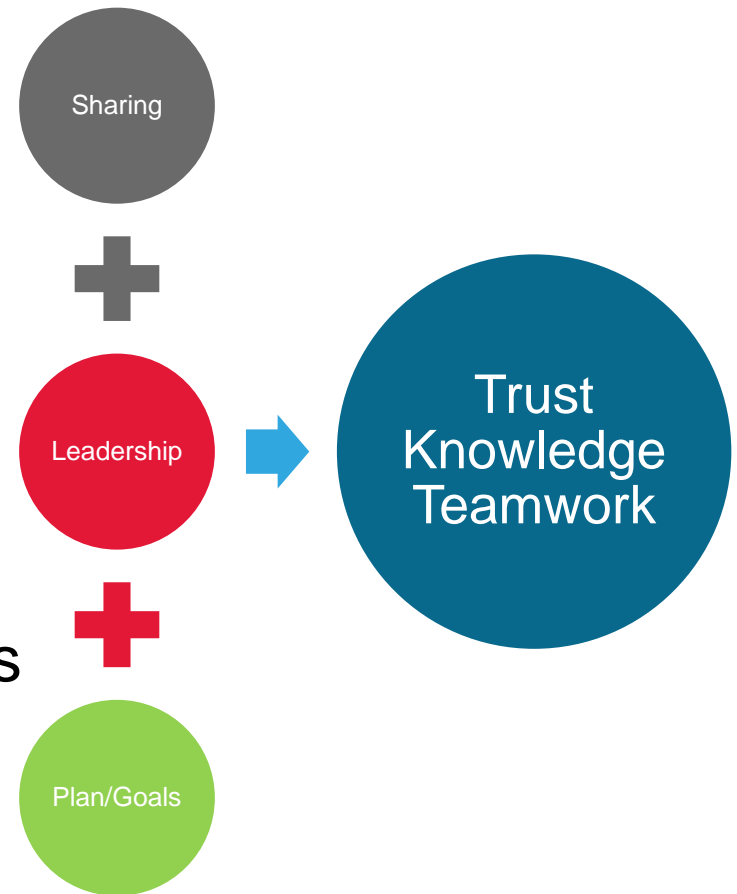 Sharing
Leadership
Trust
Knowledge
Teamwork
s
Plan/Goals